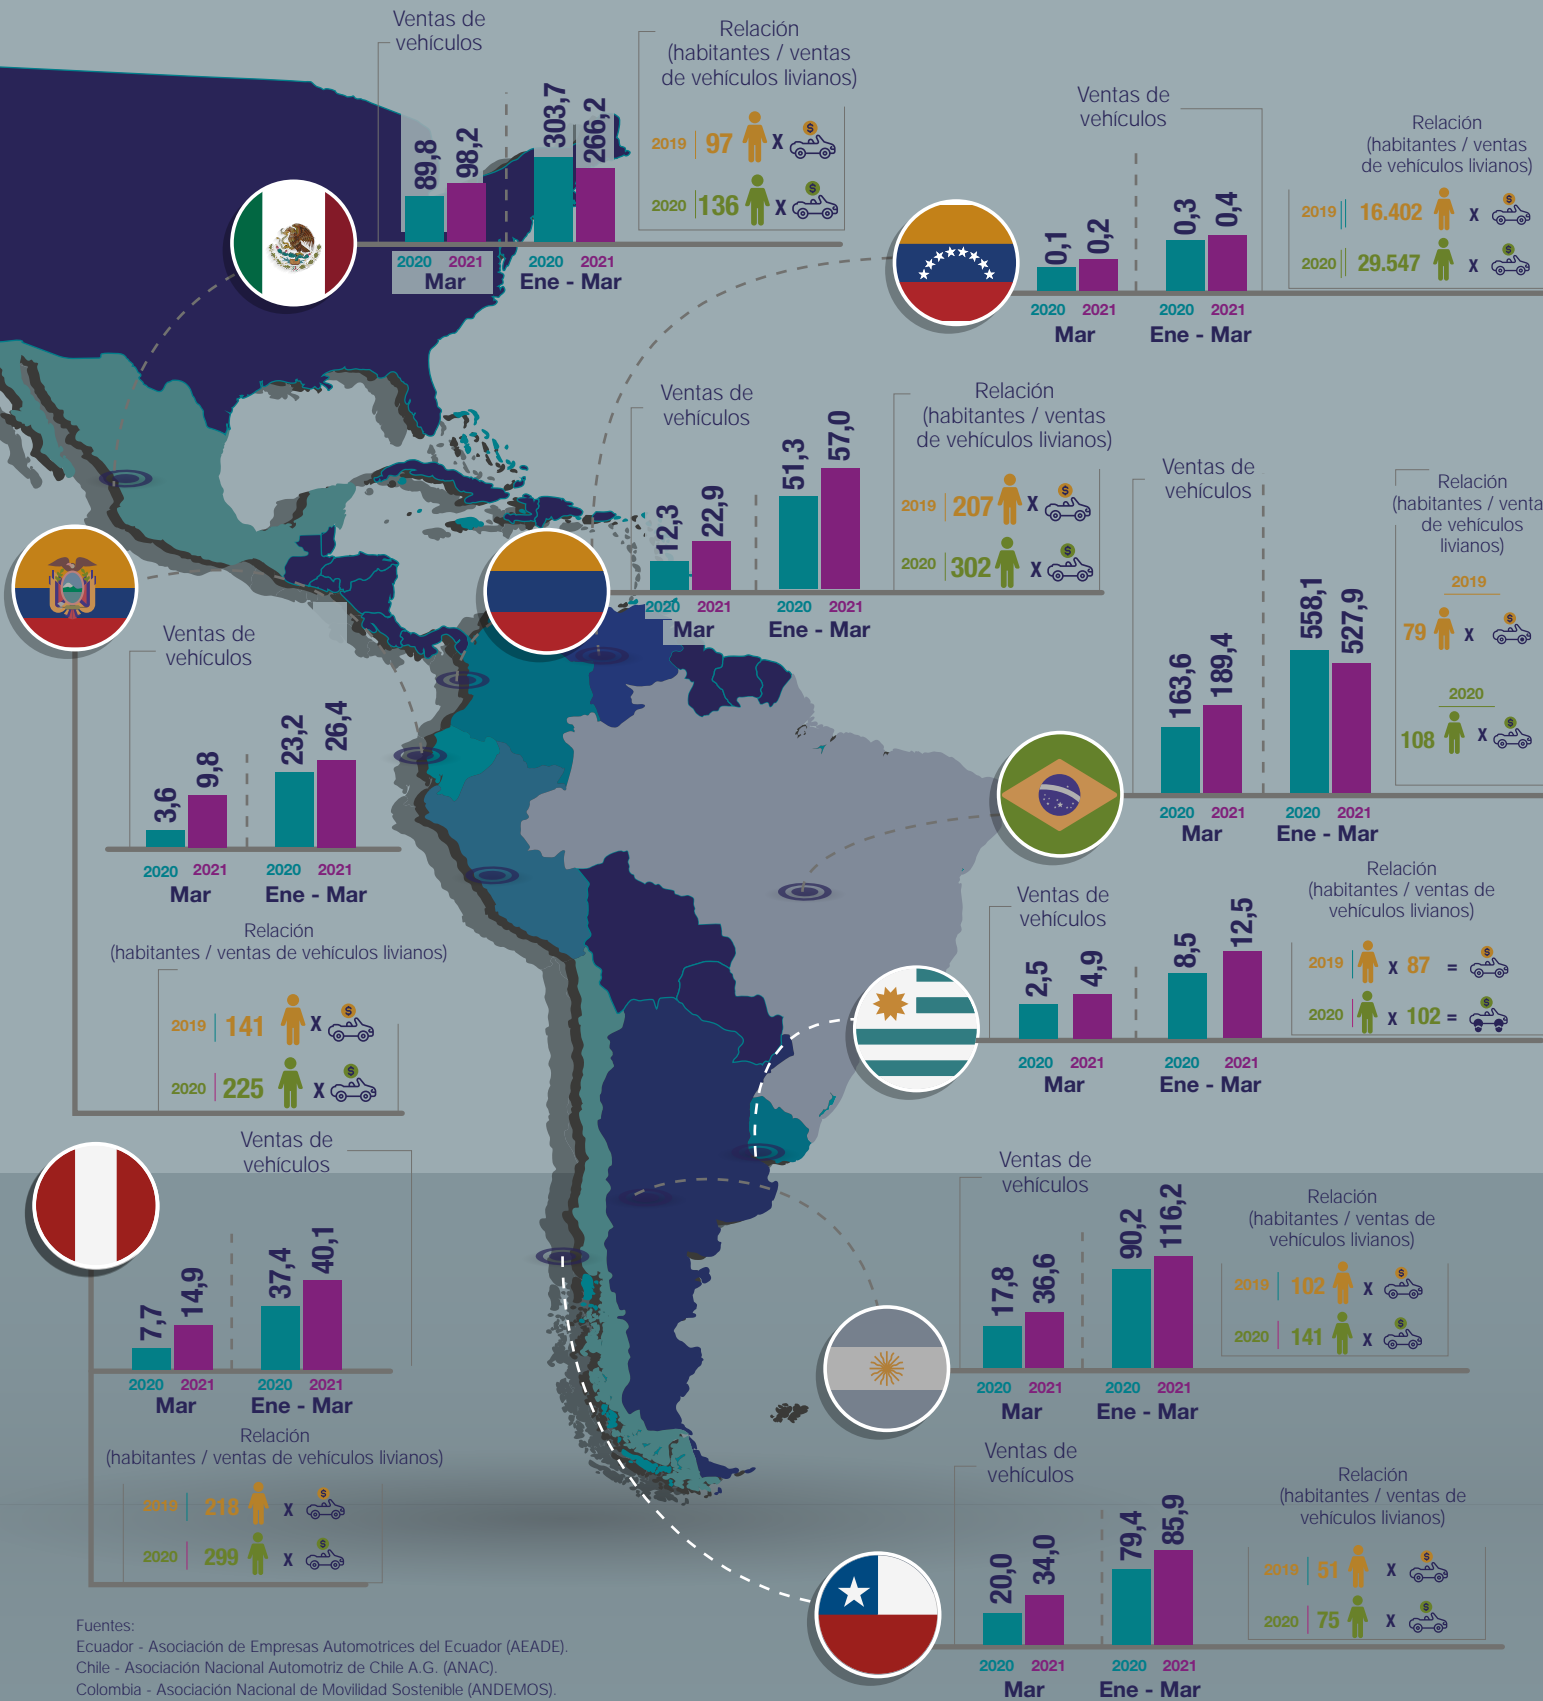 Ventas de
vehículos
89,8
98,2
303,7
266,2
2020 2021 2020 2021
Mar Ene - Mar
Relación
(habitantes / ventas
de vehículos livianos)
2019 97 X $
2020 136 X $
Ventas de
vehículos
0,1
0,2
0,3
0,4
2020 2021 2020 2021
Mar Ene - Mar
Relación
(habitantes / ventas
de vehículos livianos)
2019 16.402 X $
2020 29.547 X $
Ventas de
vehículos
12,3
22,9
51,3
57,0
2020 2021 2020 2021
Mar Ene - Mar
Relación
(habitantes / ventas
de vehículos livianos)
2019 207 X $
2020 302 X $
Ventas de
vehículos
163,6
189,4
558,1
527,9
2020 2021 2020 2021
Mar Ene - Mar
Relación
(habitantes / venta
de vehículos
livianos)
2019
79 X $
2020
108 X $
Ventas de
vehículos
3,6
9,8
23,2
26,4
2020 2021 2020 2021
Mar Ene - Mar
Relación
(habitantes / ventas de vehículos livianos)
2019 141 X $
2020 225 X $
Ventas de
vehículos
2,5
4,9
8,5
12,5
2020 2021 2020 2021
Mar Ene - Mar
Relación
(habitantes / ventas de
vehículos livianos)
2019 X 87 = $
2020 X 102 = $
Ventas de
vehículos
7,7
14,9
37,4
40,1
2020 2021 2020 2021
Mar Ene - Mar
Relación
(habitantes / ventas de vehículos livianos)
2019 218 X $
2020 299 X $
Ventas de
vehículos
17,8
36,6
90,2
116,2
2020 2021 2020 2021
Mar Ene - Mar
Relación
(habitantes / ventas de
vehículos livianos)
2019 102 X $
2020 141 X $
Ventas de
vehículos
20,0
34,0
79,4
85,9
2020 2021 2020 2021
Mar Ene - Mar
Relación
(habitantes / ventas de
vehículos livianos)
2019 51 X $
2020 75 X $
Fuentes:
Ecuador - Asociación de Empresas Automotrices del Ecuador (AEADE).
Chile - Asociación Nacional Automotriz de Chile A.G. (ANAC).
Colombia - Asociación Nacional de Movilidad Sostenible (ANDEMOS).